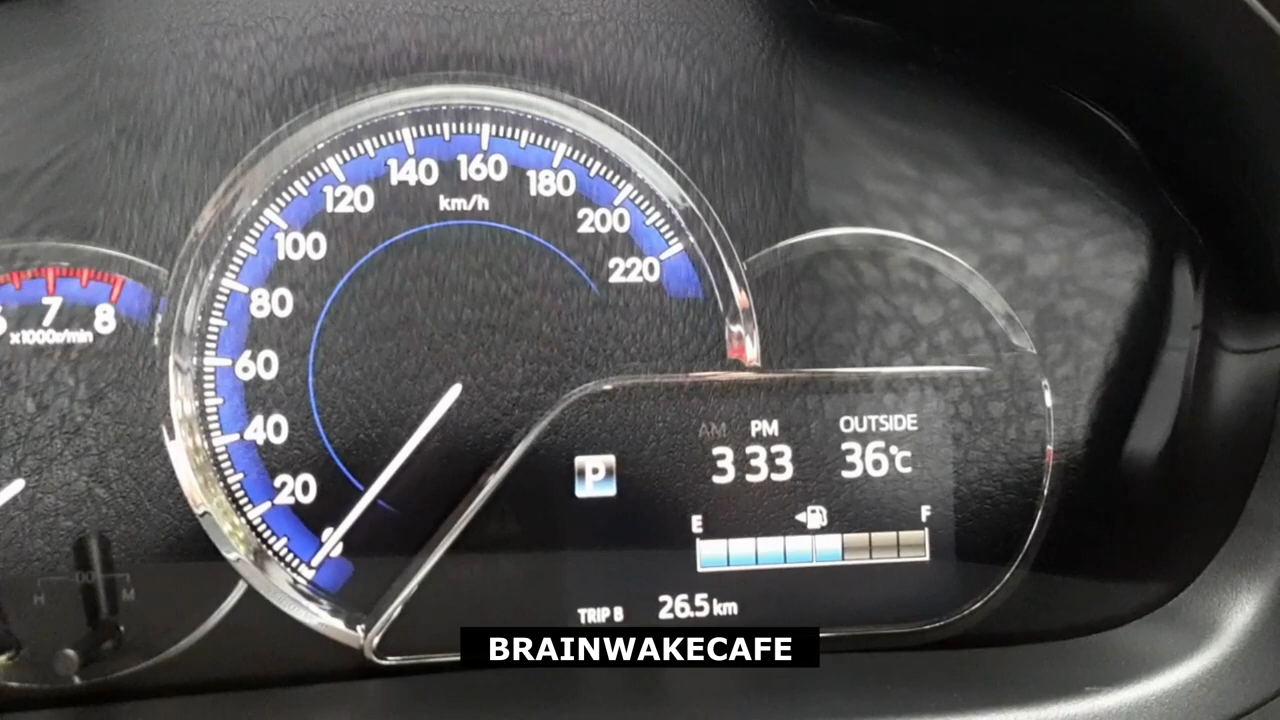 140
160
180
120
km/h
200
100
220
80
7
8
x1000r/min
60
40
20
0
AM PM
3 33
OUTSIDE
36°C
P
E
F
TRIP B 26.5 km
H
M
BRAINWAKECAFE